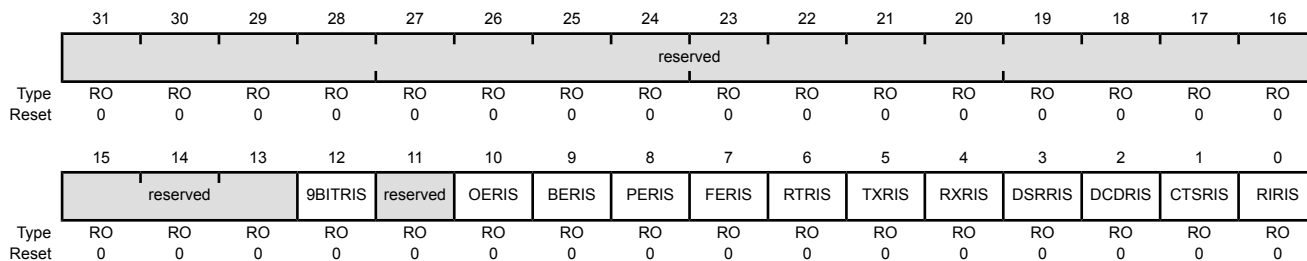 31 30 29 28 27 26 25 24 23 22 21 20 19 18 17 16
reserved
Type RO RO RO RO RO RO RO RO RO RO RO RO RO RO RO RO
Reset 0 0 0 0 0 0 0 0 0 0 0 0 0 0 0 0
15 14 13 12 11 10 9 8 7 6 5 4 3 2 1 0
reserved 9BITRIS reserved OERIS BERIS PERIS FERIS RTRIS TXRIS RXRIS DSRRIS DCDRIS CTSRIS RIRIS
Type RO RO RO RO RO RO RO RO RO RO RO RO RO RO RO RO
Reset 0 0 0 0 0 0 0 0 0 0 0 0 0 0 0 0